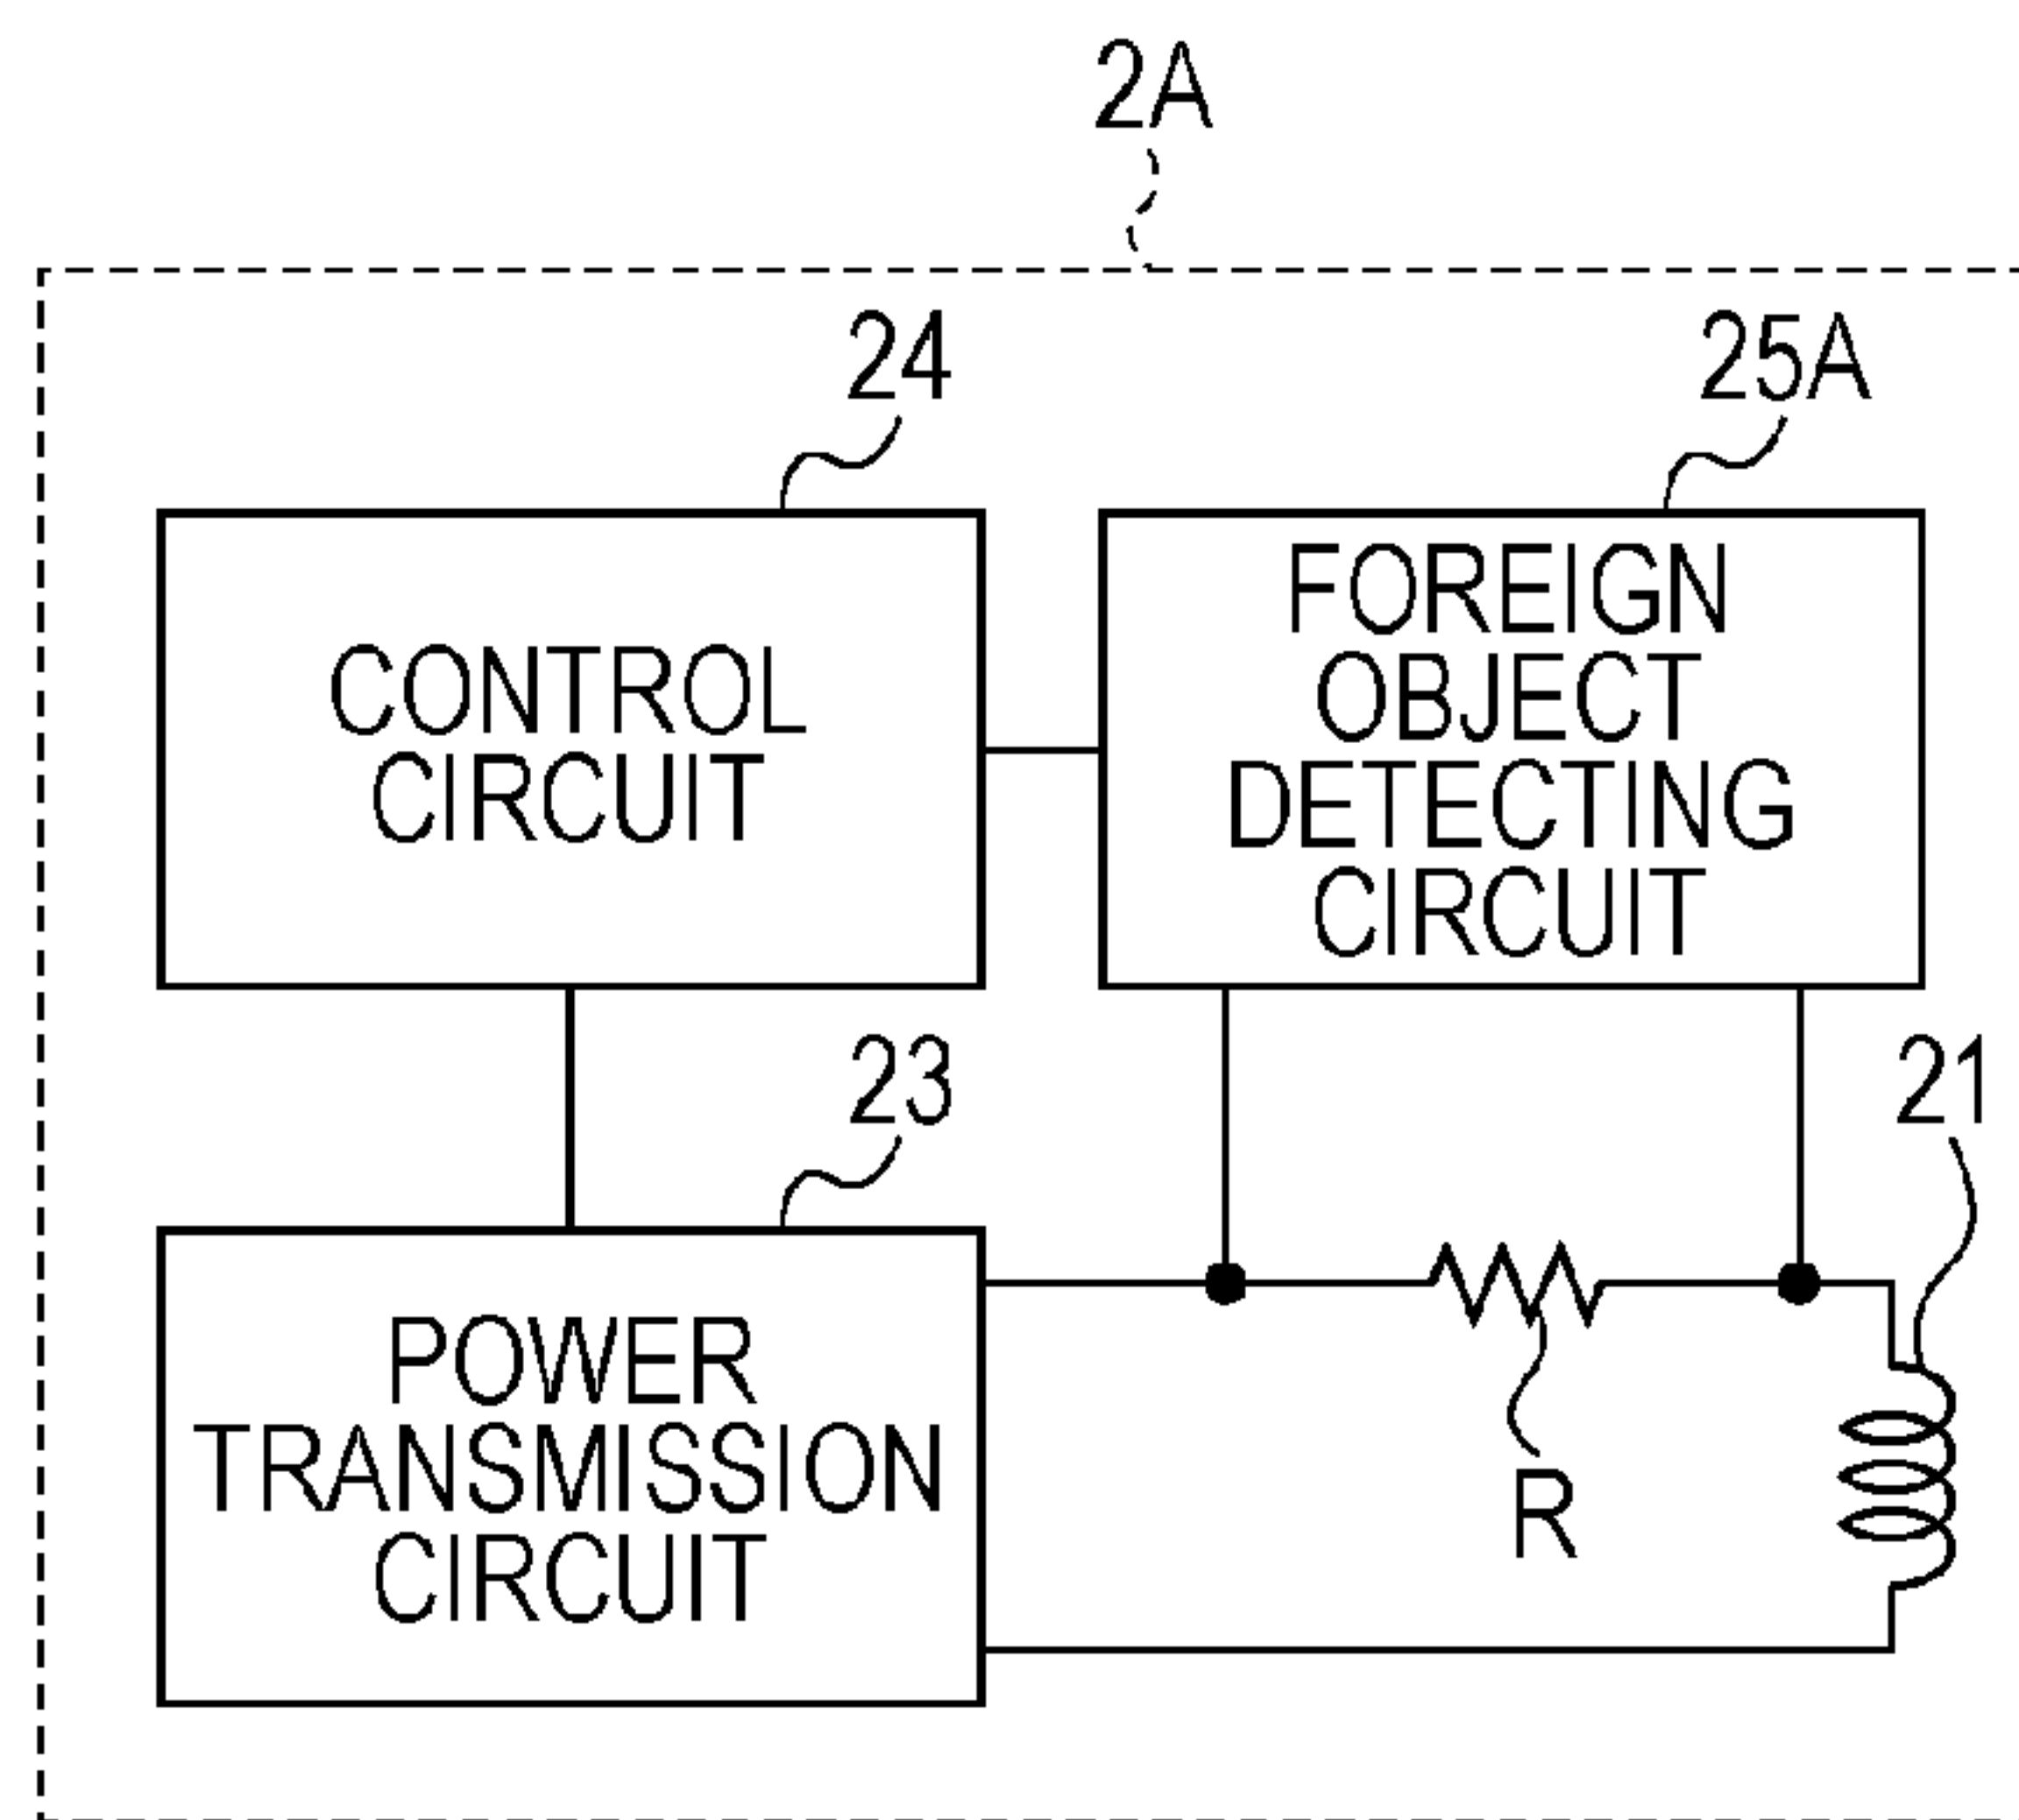 2A
24
25A
CONTROL
CIRCUIT
FOREIGN
OBJECT
DETECTING
CIRCUIT
23
21
POWER
TRANSMISSION
CIRCUIT
R